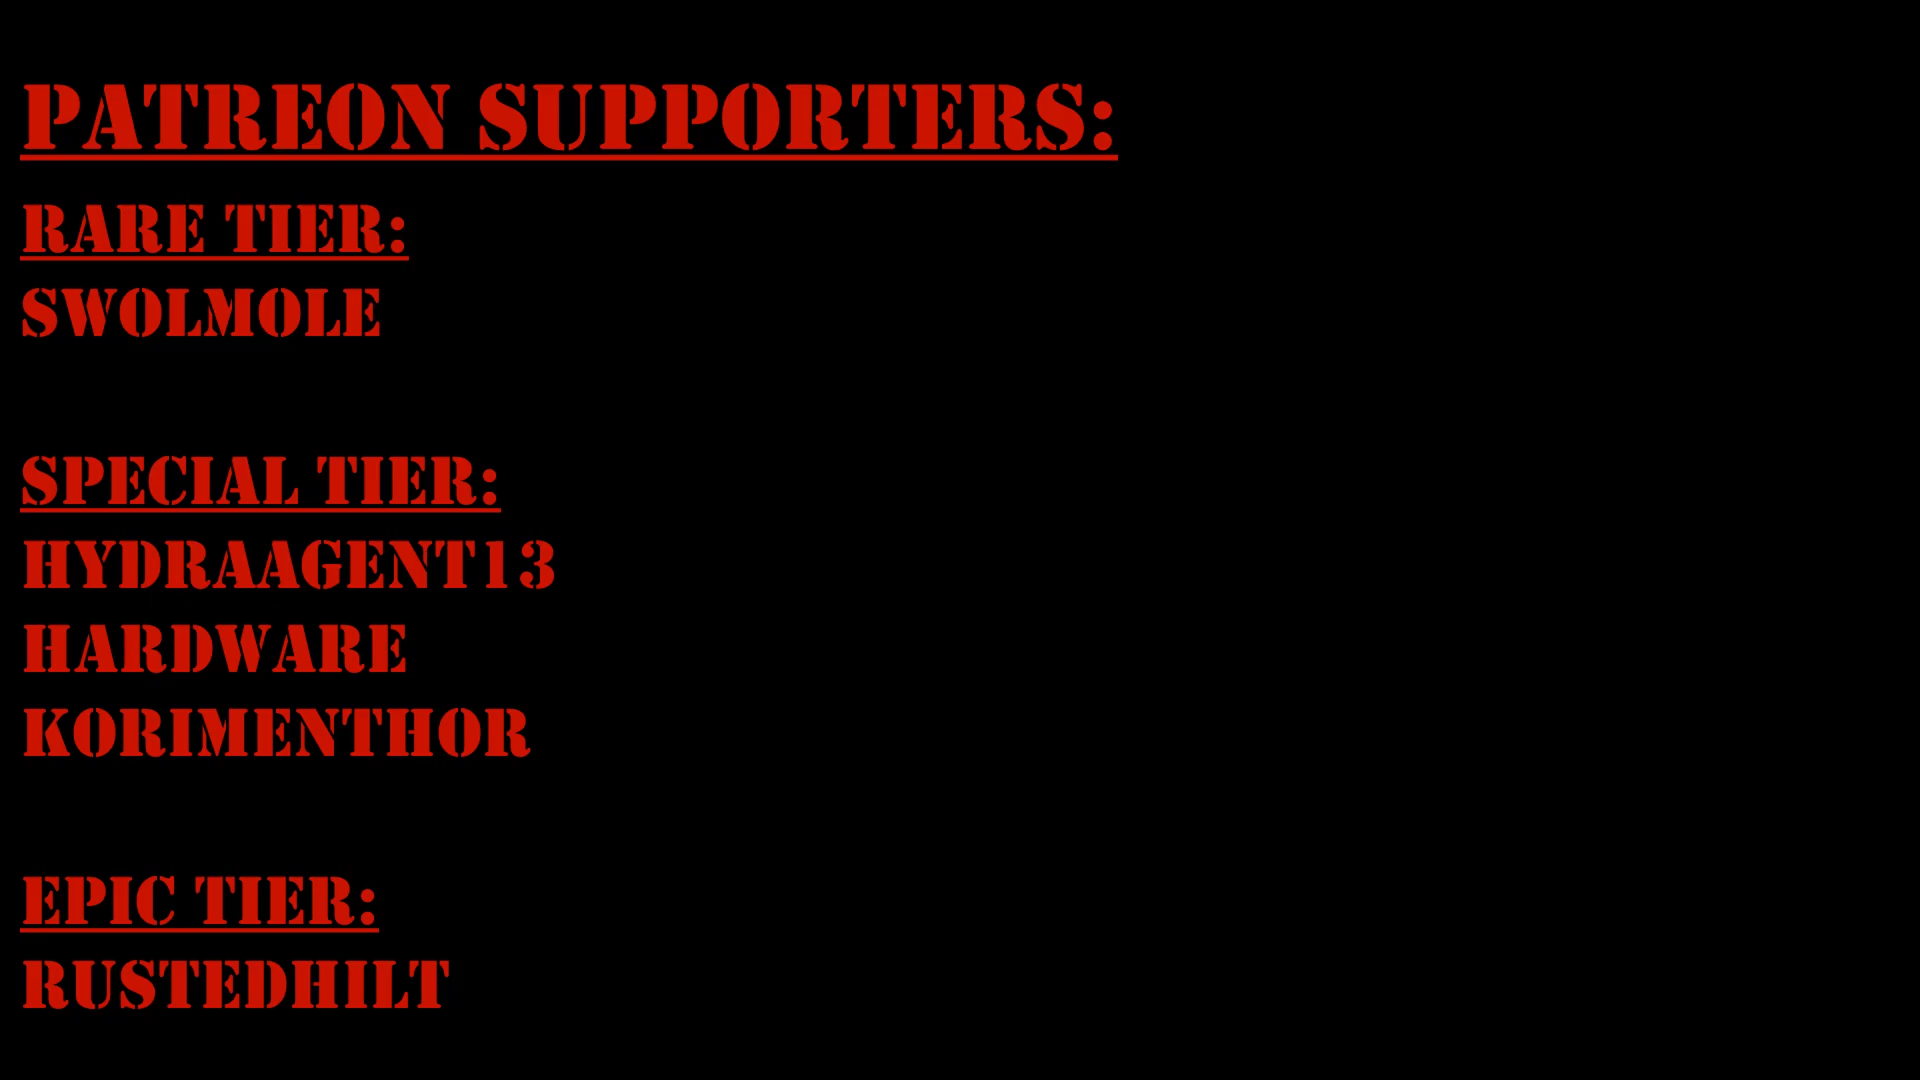 PATREON SUPPORTERS:
RARE TIER:
SWOLMOLE
SPECIAL TIER:
HYDRAAGENT13
HARDWARE
KORIMENTHOR
EPIC TIER:
RUSTEDHILT